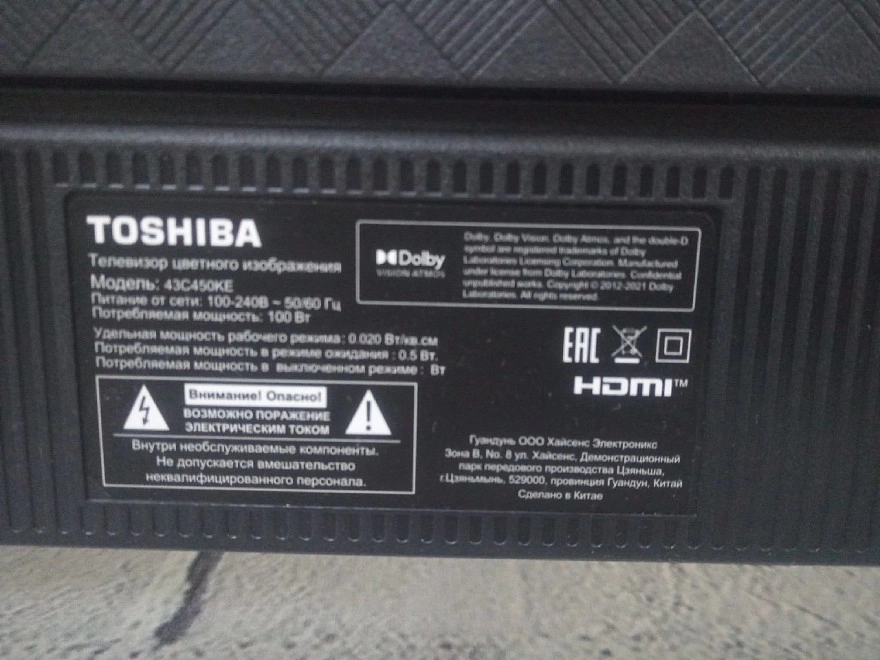 TOSHIBA
Телевизор цветного изображения
Модель: 43C450KE
Питание от сети: 100-240В ~ 50/60 Гц
Потребляемая мощность: 100 Вт
Удельная мощность рабочего режима: 0.020 Вт/кв.см
Потребляемая мощность в режиме ожидания : 0.5 Вт.
Потребляемая мощность в выключенном режиме : Вт
Внимание! Опасно!
ВОЗМОЖНО ПОРАЖЕНИЕ
ЭЛЕКТРИЧЕСКИМ ТОКОМ
Внутри необслуживаемые компоненты.
Не допускается вмешательство
неквалифицированного персонала.
Dolby
VISION·ATMOS
Dolby, Dolby Vision, Dolby Atmos, and the double-D
symbol are registered trademarks of Dolby
Laboratories Licensing Corporation. Manufactured
under license from Dolby Laboratories. Confidential
unpublished works. Copyright © 2012-2021 Dolby
Laboratories. All rights reserved.
EAC
HDMI™
Гуандунь ООО Хайсенс Электроникс
Зона B, No. 8 ул. Хайсенс, Демонстрационный
парк передового производства Цзяньша,
г.Цзяньмынь, 529000, провинция Гуандун, Китай
Сделано в Китае